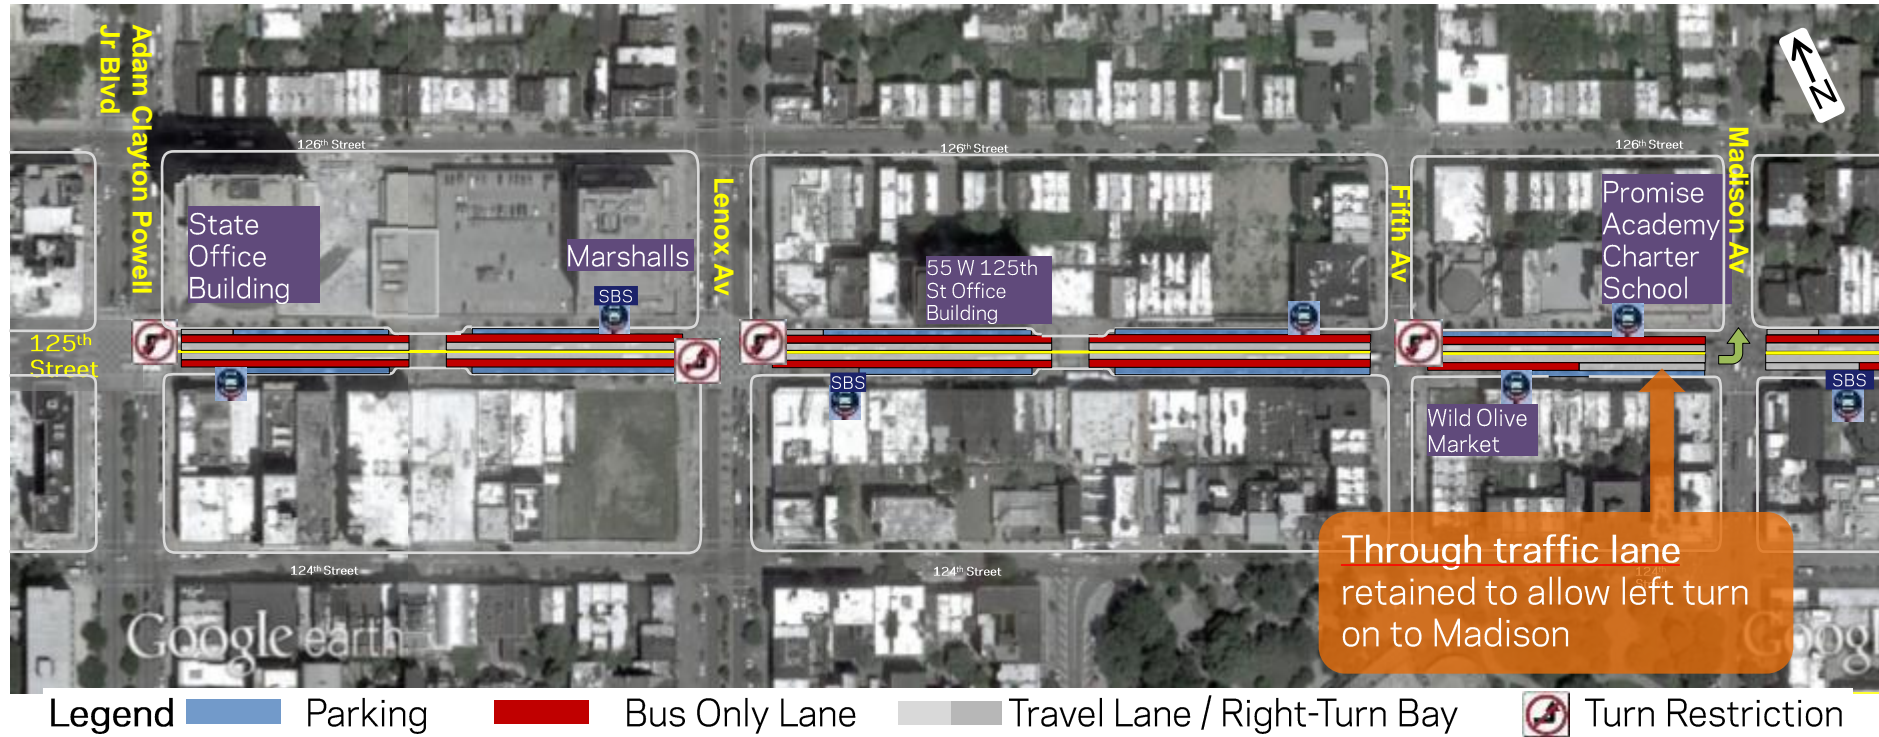 Adam Clayton Powell
Jr Blvd
126th Street
126th Street
126th Street
Madison Av
N
State
Office
Building
Marshalls
Lenox Av
55 W 125th
St Office
Building
Fifth Av
Promise
Academy
Charter
School
SBS
125th
Street
SBS
SBS
Wild Olive
Market
Through traffic lane
retained to allow left turn
on to Madison
124th Street
124th Street
Google earth
Goog
Legend
Parking
Bus Only Lane
Travel Lane / Right-Turn Bay
Turn Restriction